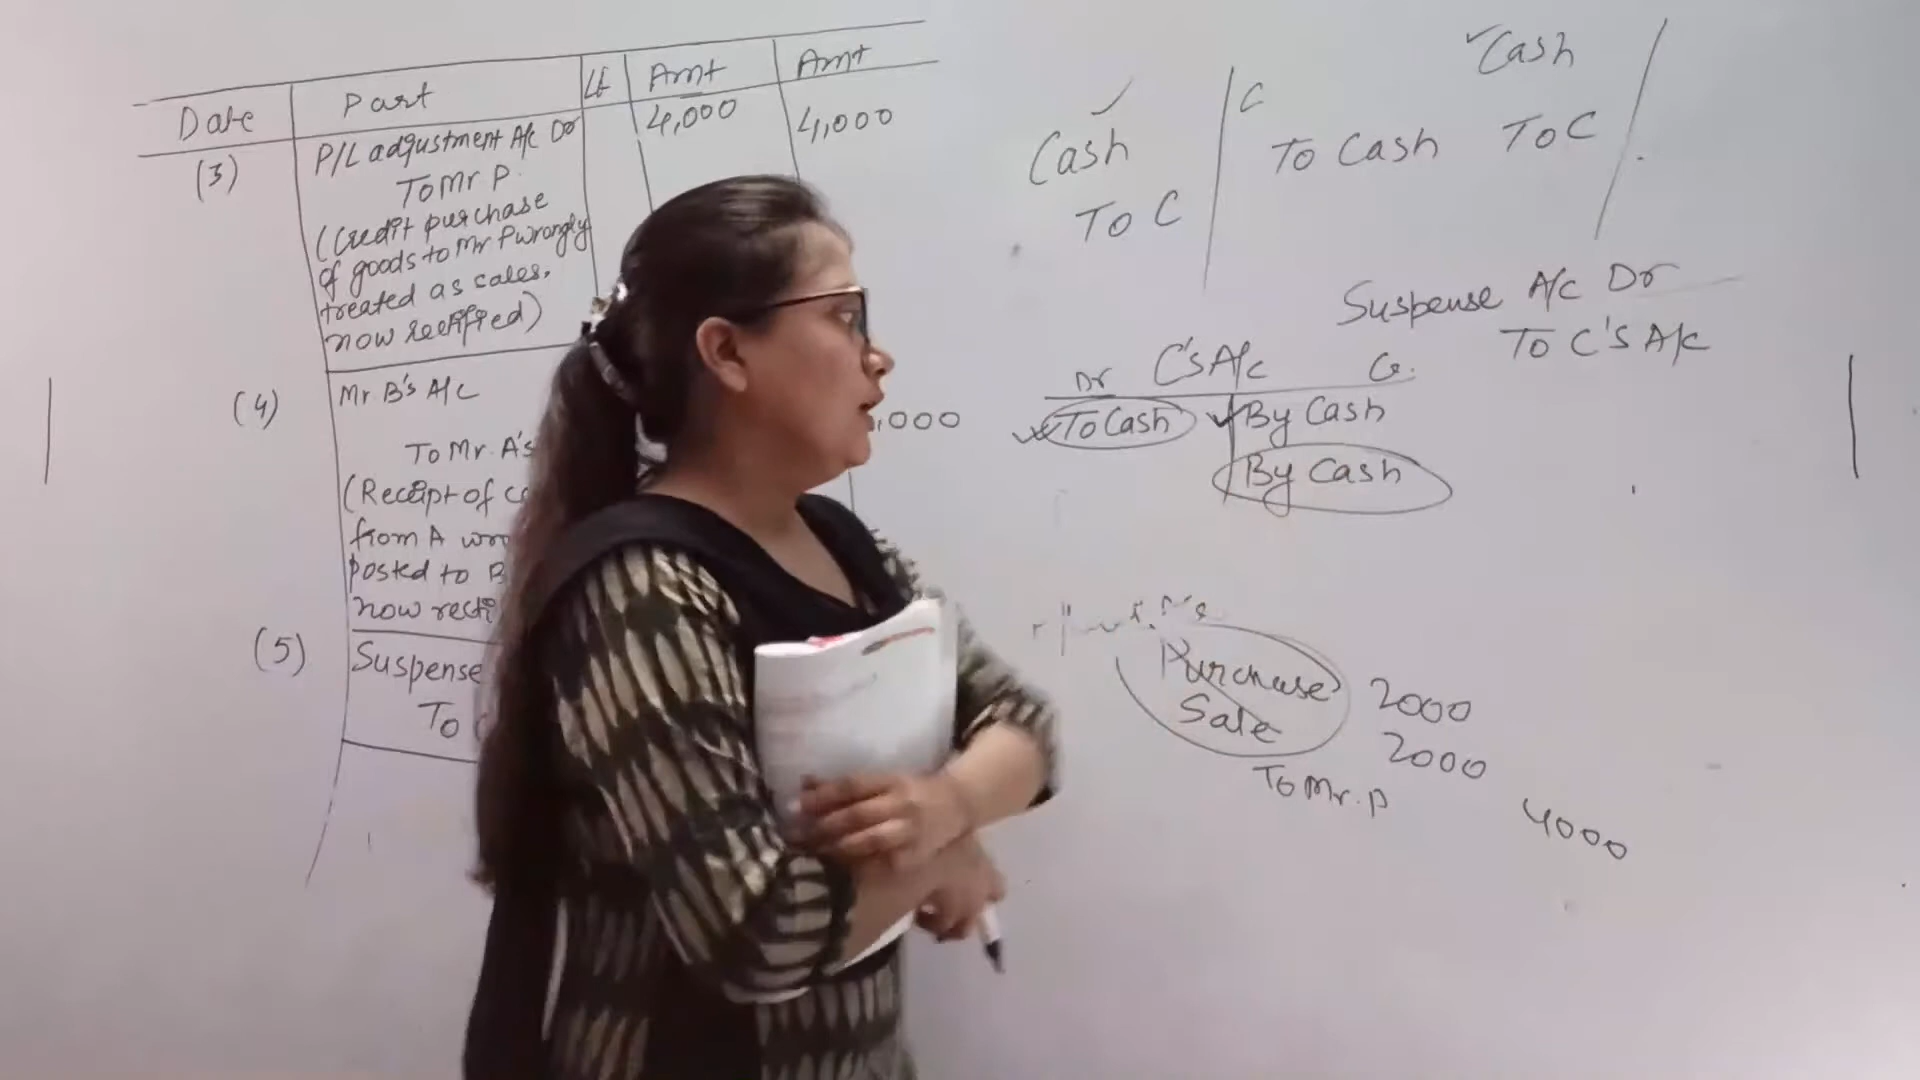 Date Part LF Amt Amt
(3) P/L adjustment A/c Dr 4,000 4,000
To Mr P.
(Credit purchase
of goods to Mr P wrongly
treated as sales,
now rectified)
(4) Mr B's A/c
To Mr. A's ,000
(Receipt of
from A
posted to B
now
(5) Suspense
To
Cash
To C
C
To Cash
Cash
To C
Suspense A/c Dr
To C's A/c
Dr C's A/c Cr.
To Cash By Cash
By Cash
Purchase 2000
Sale 2000
To Mr. P
4000